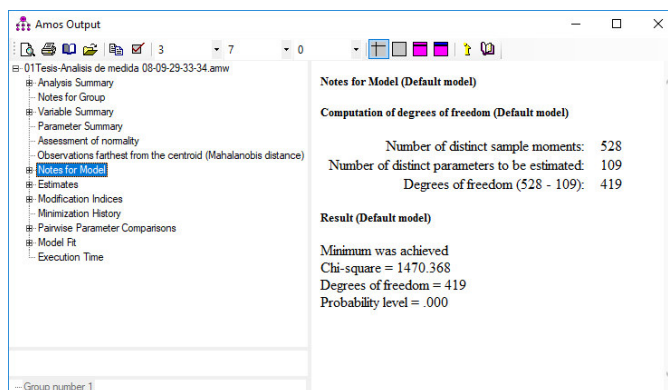 Amos Output
3 7 0
01Tesis-Analisis de medida 08-09-29-33-34.amw
Analysis Summary
Notes for Group
Variable Summary
Parameter Summary
Assessment of normality
Observations farthest from the centroid (Mahalanobis distance)
Notes for Model
Estimates
Modification Indices
Minimization History
Pairwise Parameter Comparisons
Model Fit
Execution Time
Group number 1
Notes for Model (Default model)
Computation of degrees of freedom (Default model)
Number of distinct sample moments: 528
Number of distinct parameters to be estimated: 109
Degrees of freedom (528 - 109): 419
Result (Default model)
Minimum was achieved
Chi-square = 1470.368
Degrees of freedom = 419
Probability level = .000